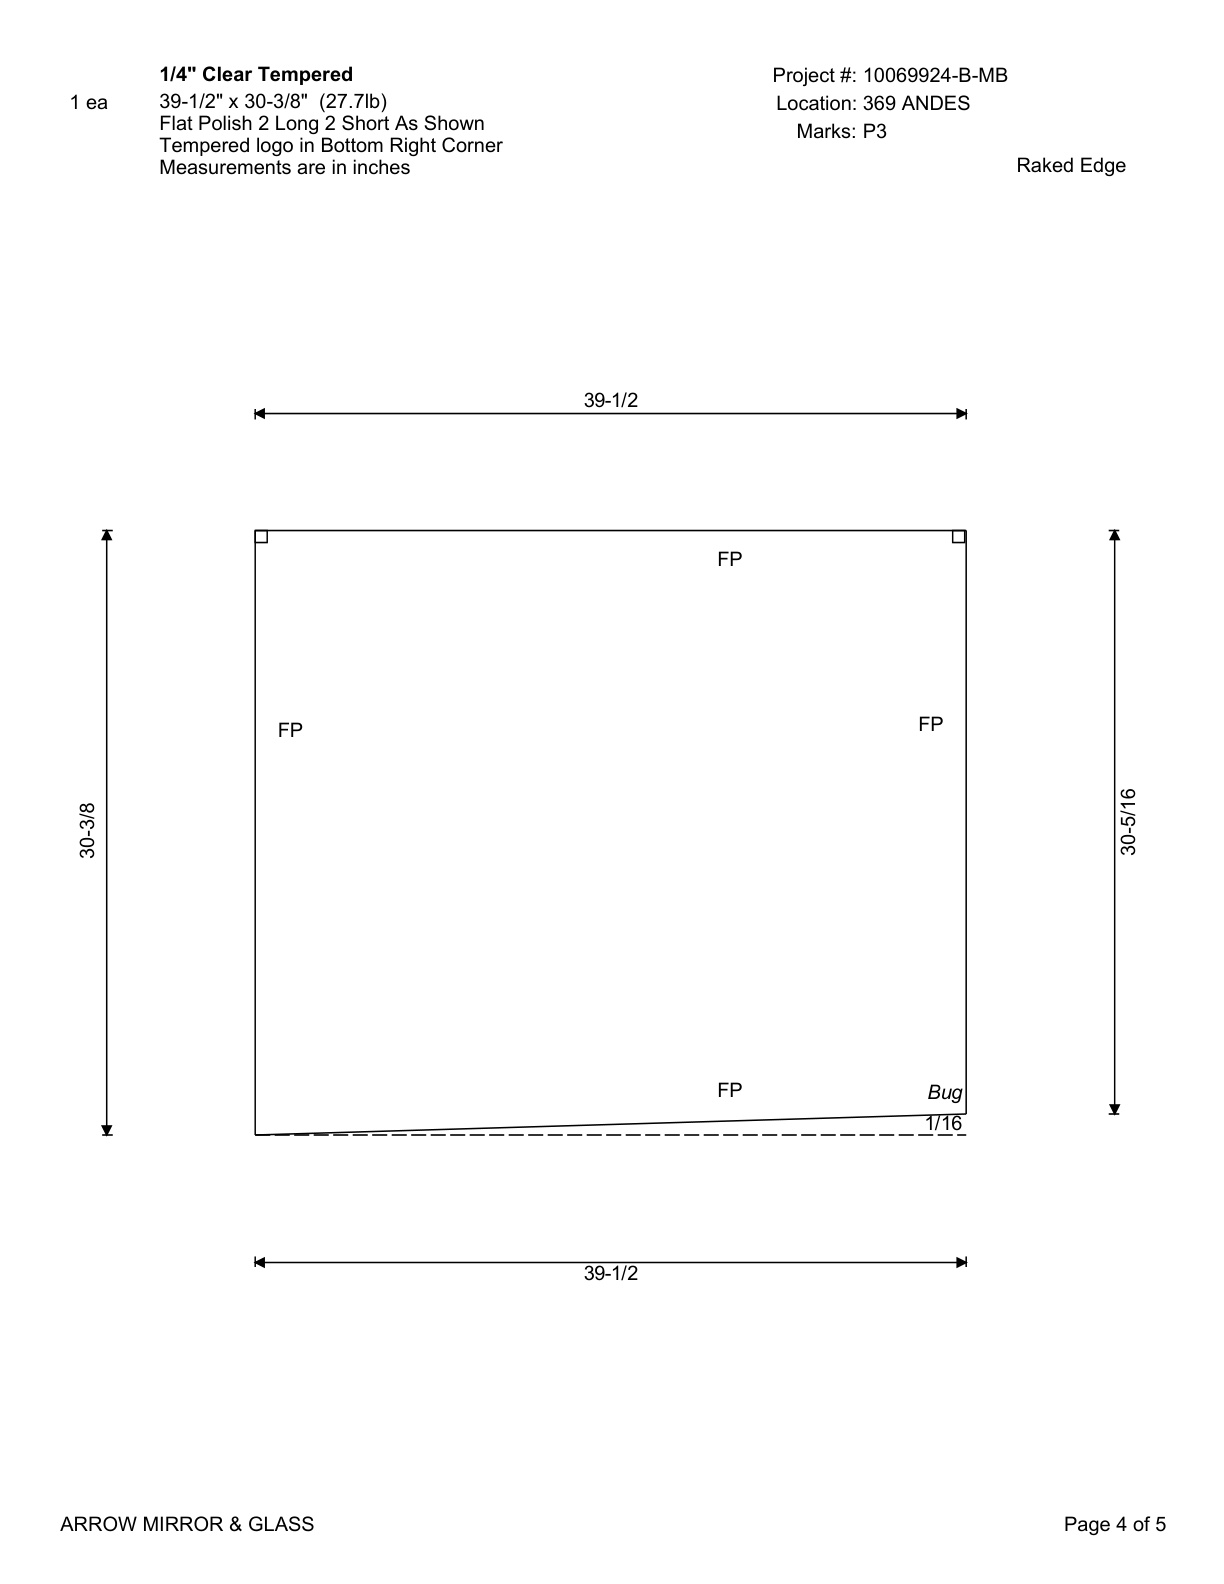 1/4" Clear Tempered
1 ea
39-1/2" x 30-3/8" (27.7lb)
Flat Polish 2 Long 2 Short As Shown
Tempered logo in Bottom Right Corner
Measurements are in inches
Project #: 10069924-B-MB
Location: 369 ANDES
Marks: P3
Raked Edge
39-1/2
FP
FP
FP
30-3/8
30-5/16
FP
Bug
1/16
39-1/2
ARROW MIRROR & GLASS
Page 4 of 5